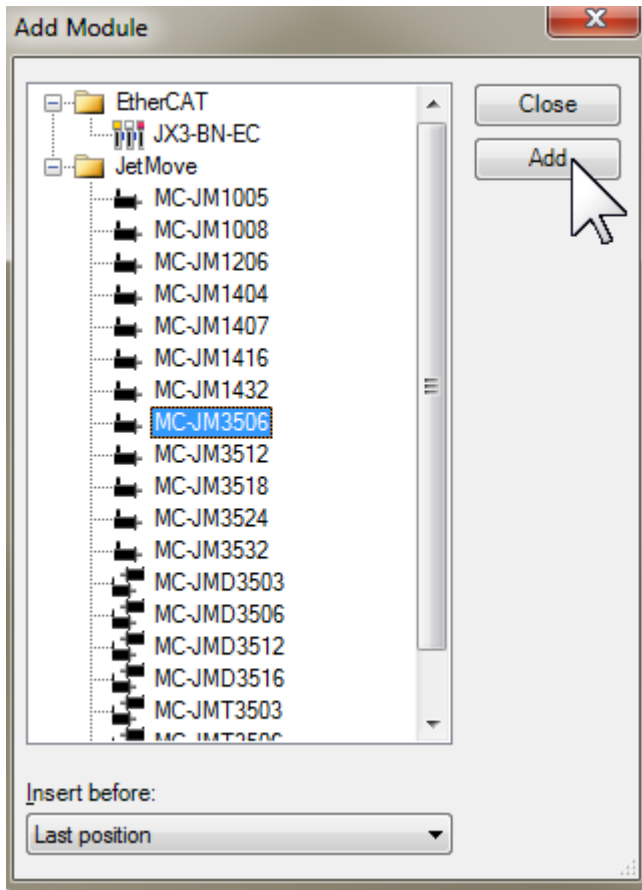 Add Module
EtherCAT
JX3-BN-EC
JetMove
MC-JM1005
MC-JM1008
MC-JM1206
MC-JM1404
MC-JM1407
MC-JM1416
MC-JM1432
MC-JM3506
MC-JM3512
MC-JM3518
MC-JM3524
MC-JM3532
MC-JMD3503
MC-JMD3506
MC-JMD3512
MC-JMD3516
MC-JMT3503
Close
Add
Insert before:
Last position